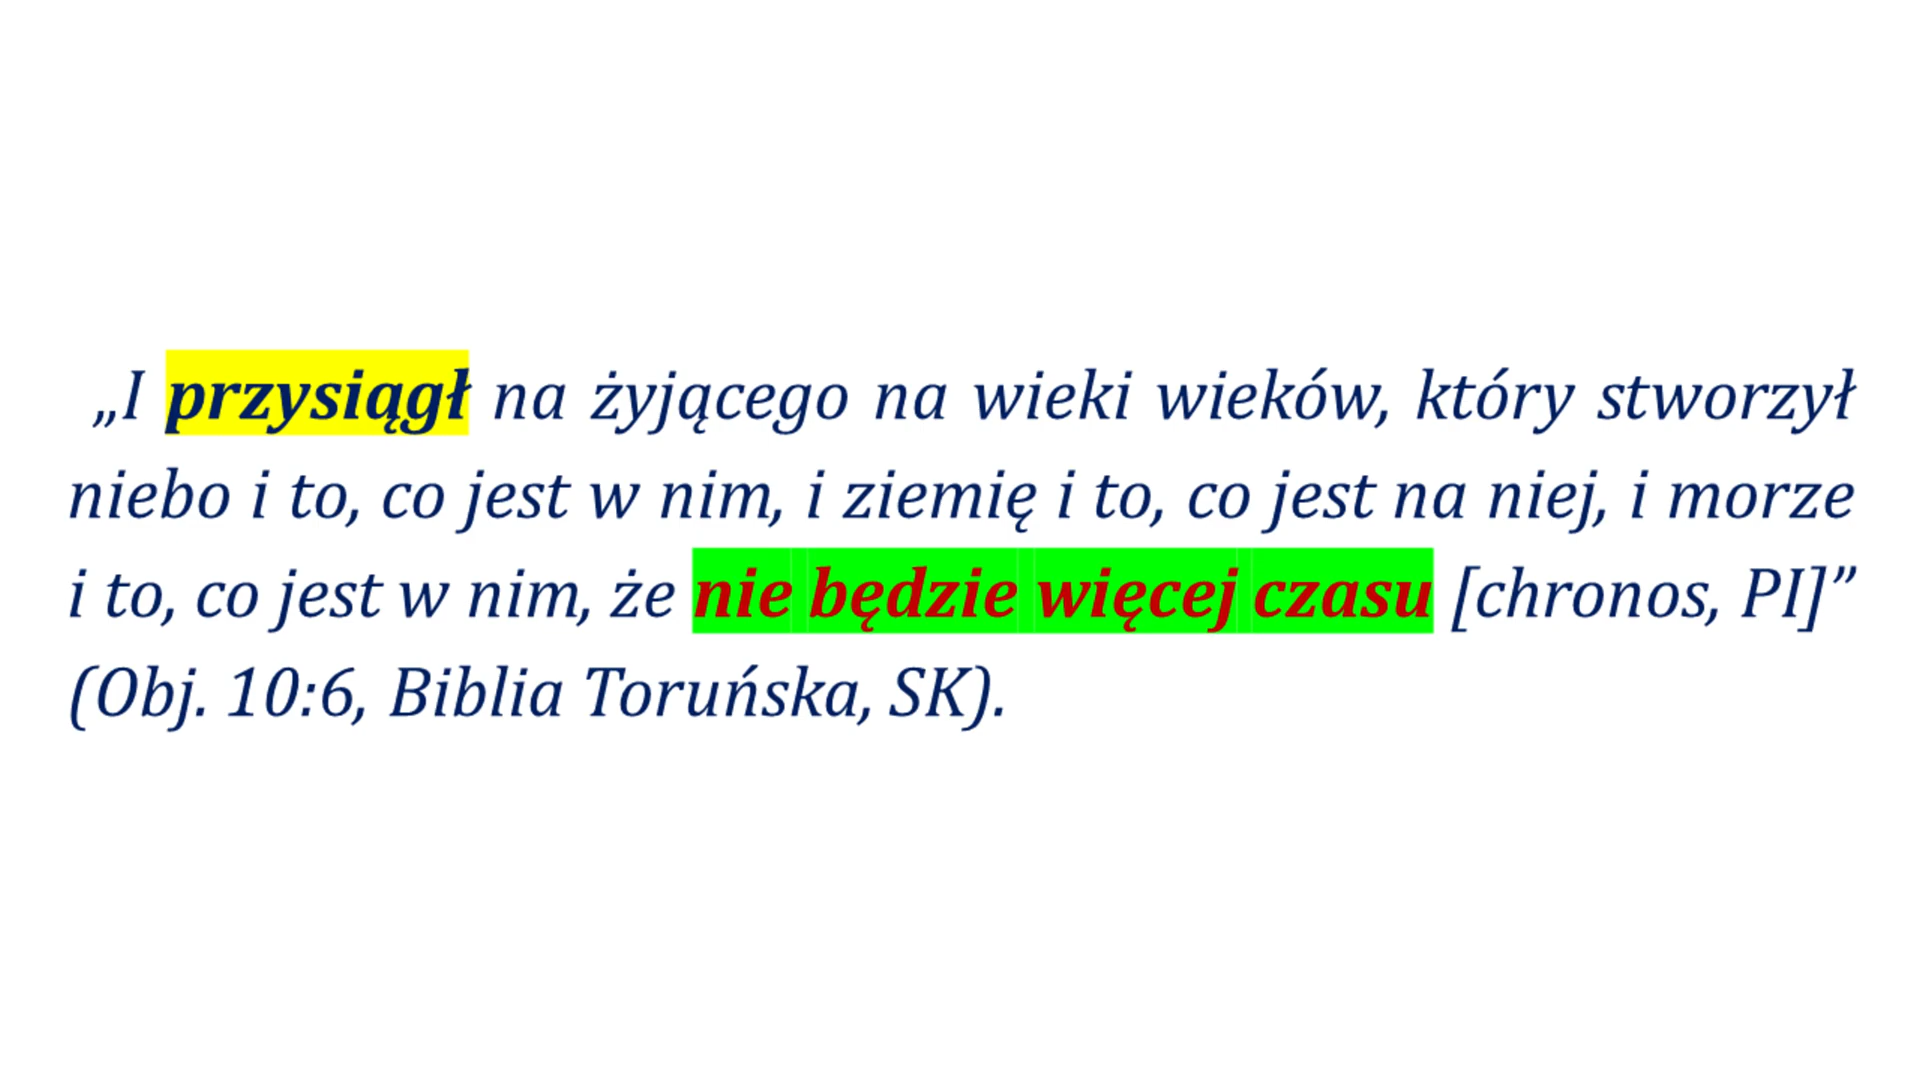 „I przysiągł na żyjącego na wieki wieków, który stworzył
niebo i to, co jest w nim, i ziemię i to, co jest na niej, i morze
i to, co jest w nim, że nie będzie więcej czasu [chronos, PI]”
(Obj. 10:6, Biblia Toruńska, SK).